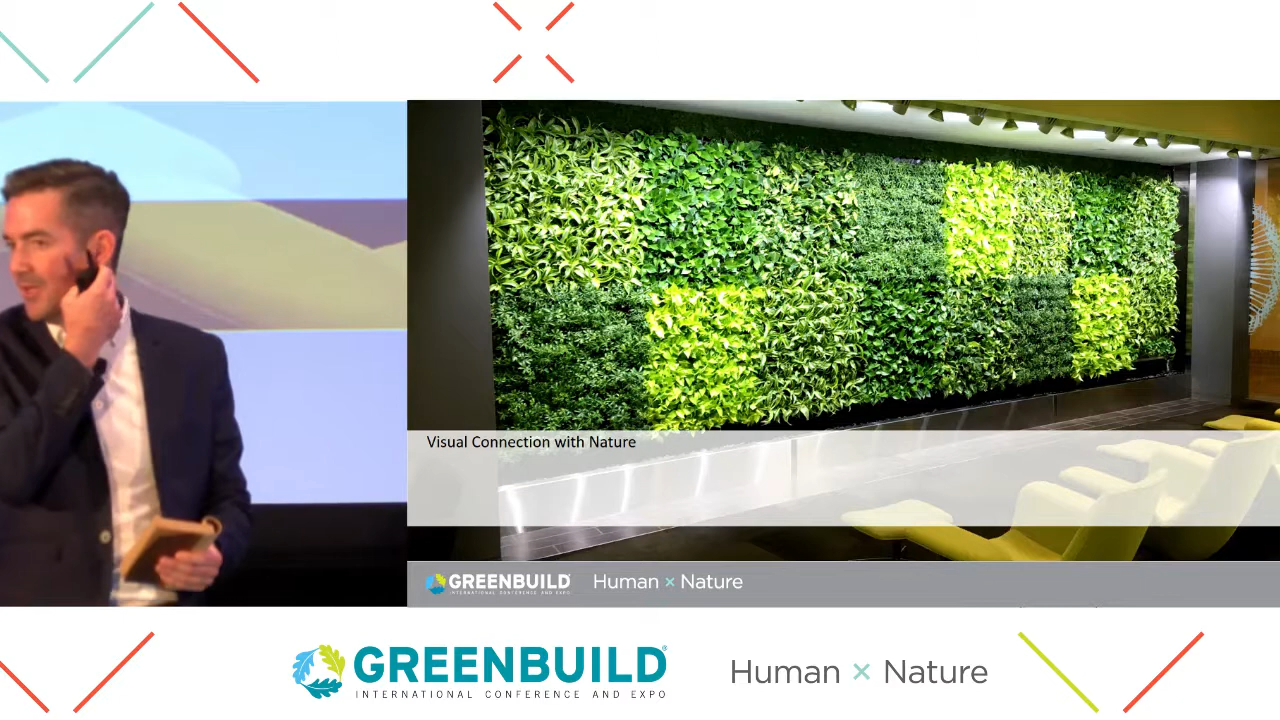 Visual Connection with Nature
GREENBUILD
INTERNATIONAL CONFERENCE AND EXPO
Human × Nature
GREENBUILD®
INTERNATIONAL CONFERENCE AND EXPO
Human × Nature